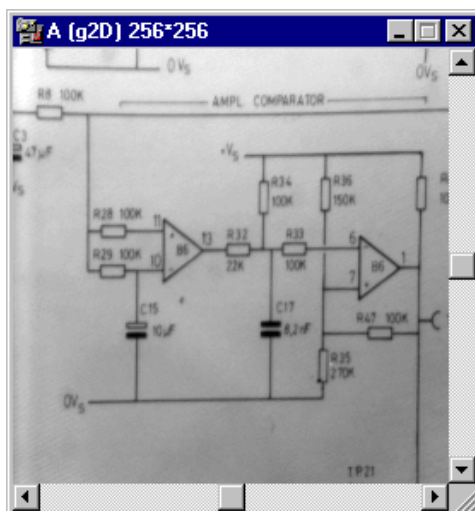 A (g2D) 256*256
0VS
0VS
R8 100K
AMPL COMPARATOR
C3
47µF
+VS
R34
100K
R36
150K
R28 100K
11
R29 100K
10
B6
13
R32
22K
R33
100K
6
7
B6
1
C15
10µF
C17
8,2nF
R47 100K
R35
270K
0VS
1P21